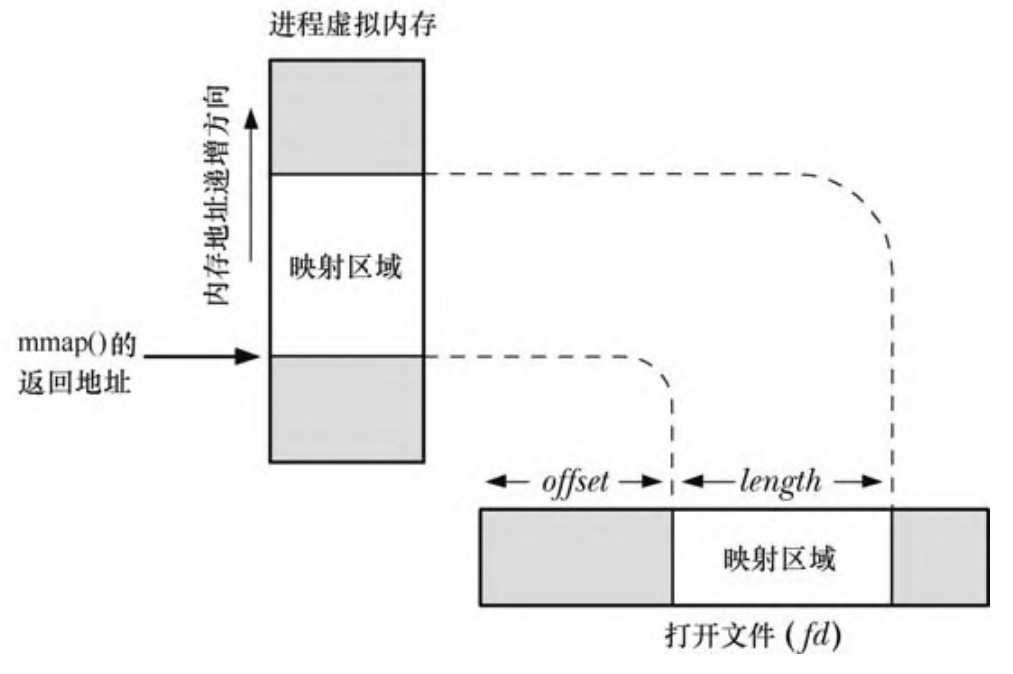 进程虚拟内存
内存地址递增方向
映射区域
mmap()的
返回地址
offset
length
映射区域
打开文件 (fd)